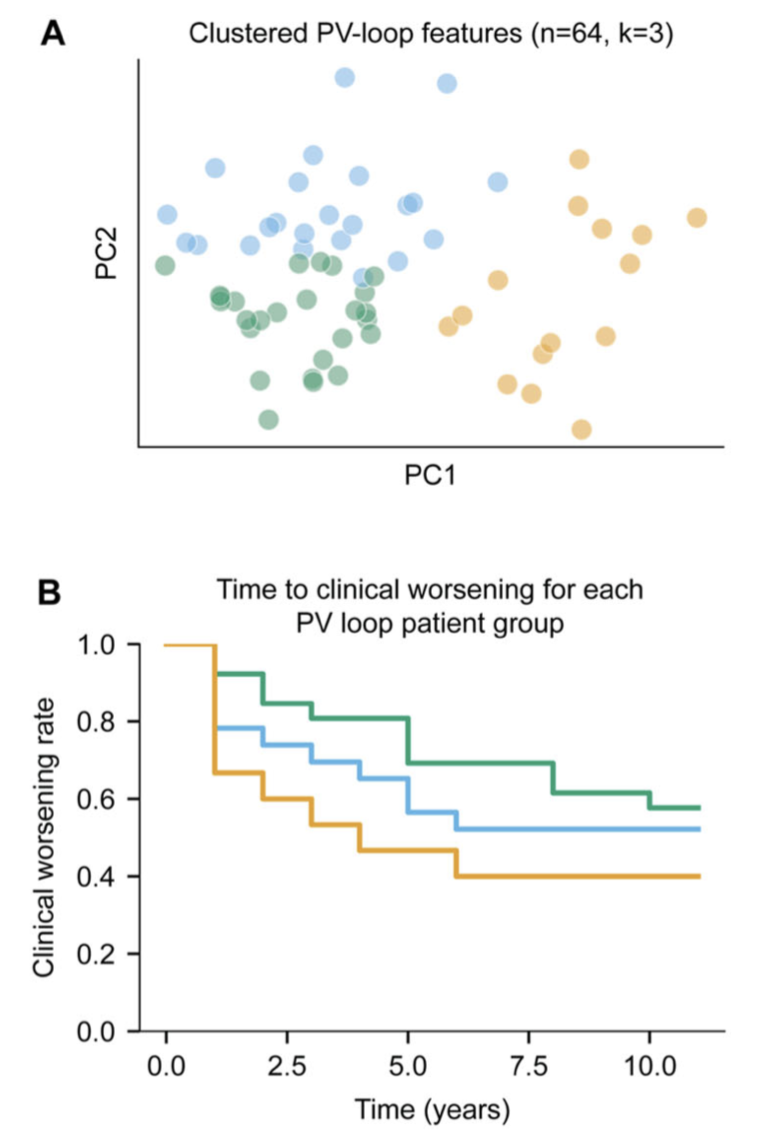 A
Clustered PV-loop features (n=64, k=3)
PC2
PC1
B
Time to clinical worsening for each
PV loop patient group
Clinical worsening rate
1.0
0.8
0.6
0.4
0.2
0.0
0.0 2.5 5.0 7.5 10.0
Time (years)